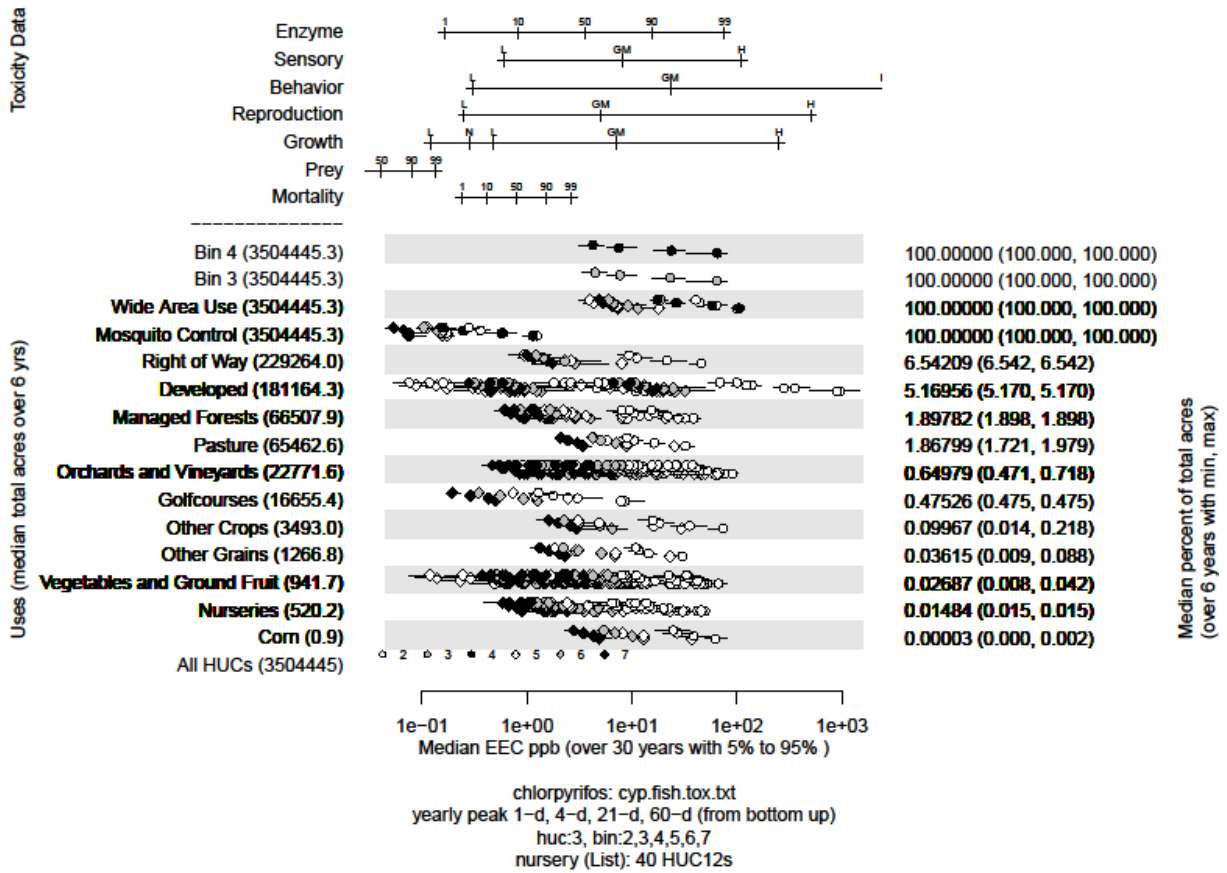 Toxicity Data
Enzyme 1 10 50 90 99
Sensory L GM H
Behavior L GM I
Reproduction L GM H
Growth L N L GM H
Prey 50 90 99
Mortality 1 10 50 90 99
−−−−−−−−−−−−−−
Uses (median total acres over 6 yrs)
Median percent of total acres
(over 6 years with min, max)
Bin 4 (3504445.3) 100.00000 (100.000, 100.000)
Bin 3 (3504445.3) 100.00000 (100.000, 100.000)
Wide Area Use (3504445.3) 100.00000 (100.000, 100.000)
Mosquito Control (3504445.3) 100.00000 (100.000, 100.000)
Right of Way (229264.0) 6.54209 (6.542, 6.542)
Developed (181164.3) 5.16956 (5.170, 5.170)
Managed Forests (66507.9) 1.89782 (1.898, 1.898)
Pasture (65462.6) 1.86799 (1.721, 1.979)
Orchards and Vineyards (22771.6) 0.64979 (0.471, 0.718)
Golfcourses (16655.4) 0.47526 (0.475, 0.475)
Other Crops (3493.0) 0.09967 (0.014, 0.218)
Other Grains (1266.8) 0.03615 (0.009, 0.088)
Vegetables and Ground Fruit (941.7) 0.02687 (0.008, 0.042)
Nurseries (520.2) 0.01484 (0.015, 0.015)
Corn (0.9) 0.00003 (0.000, 0.002)
All HUCs (3504445) 2 3 4 5 6 7
1e−01 1e+00 1e+01 1e+02 1e+03
Median EEC ppb (over 30 years with 5% to 95% )
chlorpyrifos: cyp.fish.tox.txt
yearly peak 1−d, 4−d, 21−d, 60−d (from bottom up)
huc:3, bin:2,3,4,5,6,7
nursery (List): 40 HUC12s